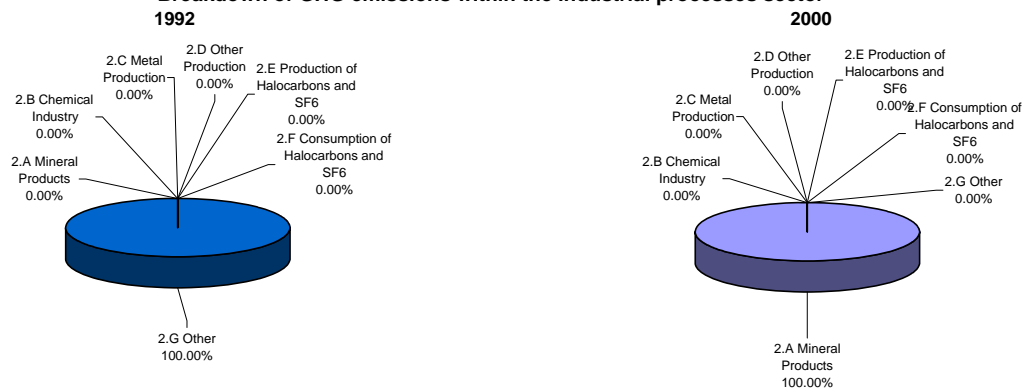 Breakdown of GHG emissions within the industrial processes sector
1992
2.A Mineral
Products
0.00%
2.B Chemical
Industry
0.00%
2.C Metal
Production
0.00%
2.D Other
Production
0.00%
2.E Production of
Halocarbons and
SF6
0.00%
2.F Consumption of
Halocarbons and
SF6
0.00%
2.G Other
100.00%
2000
2.B Chemical
Industry
0.00%
2.C Metal
Production
0.00%
2.D Other
Production
0.00%
2.E Production of
Halocarbons and
SF6
0.00%
2.F Consumption of
Halocarbons and
SF6
0.00%
2.G Other
0.00%
2.A Mineral
Products
100.00%